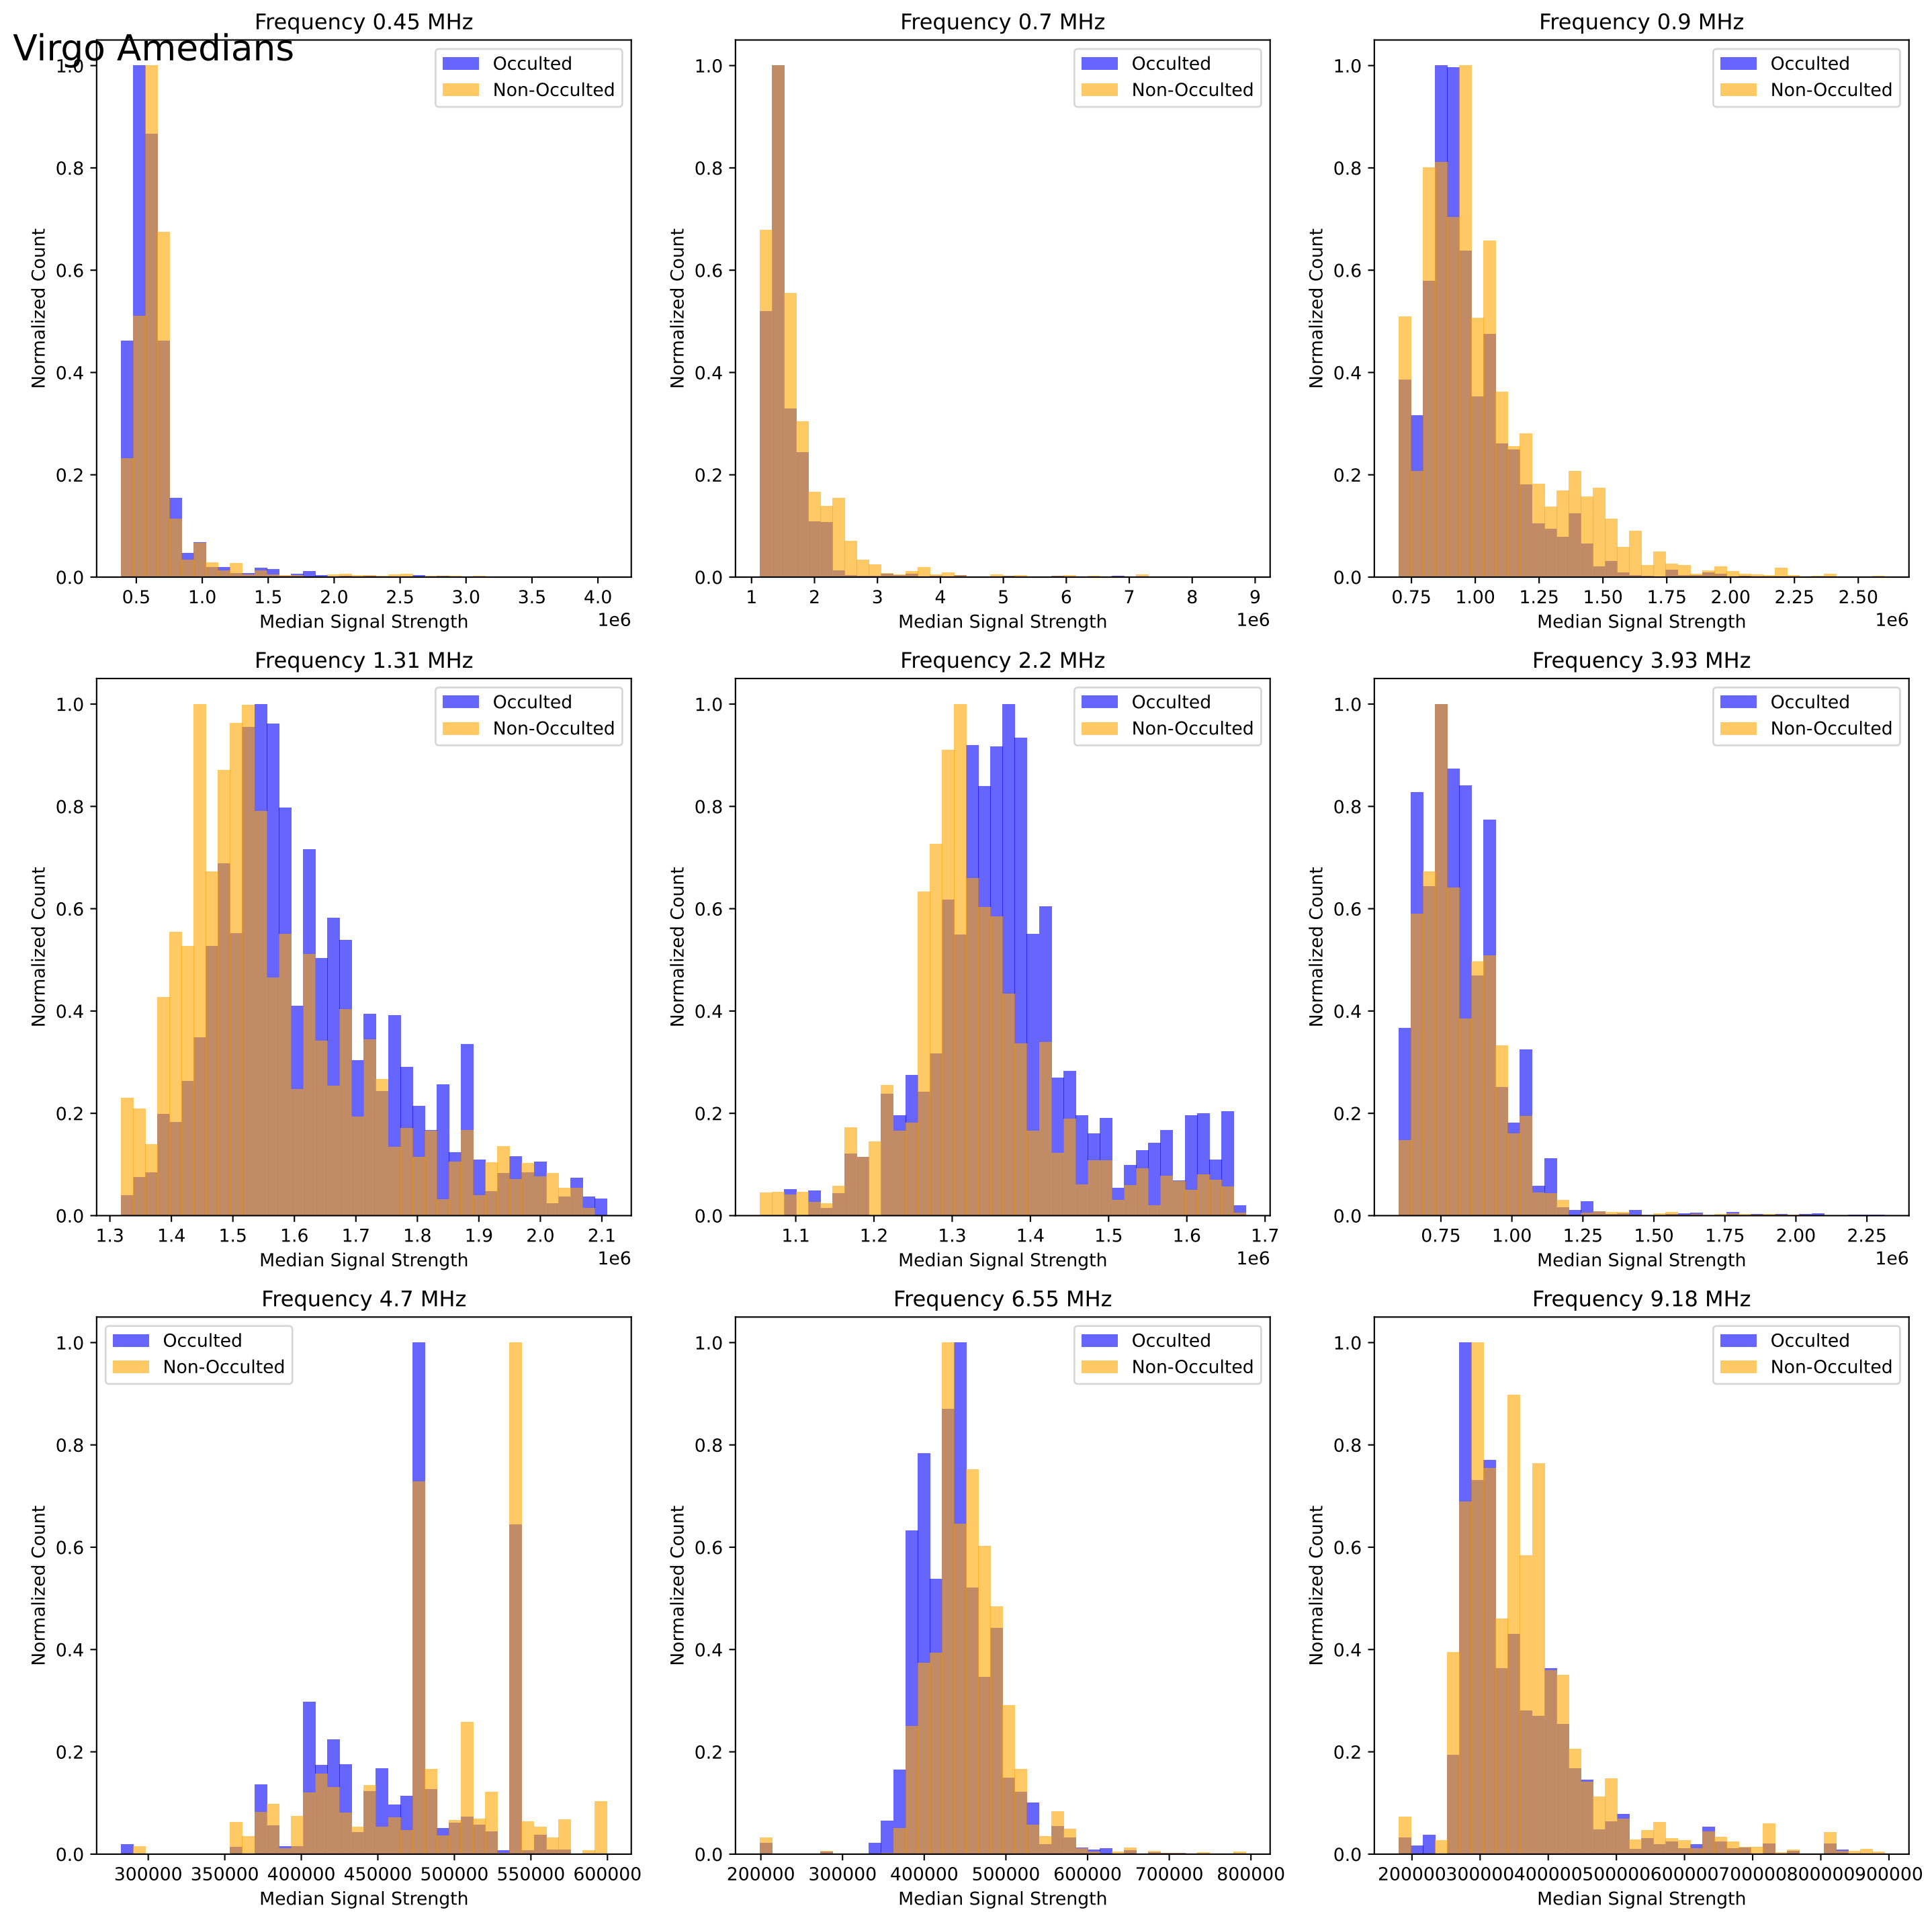 Virgo Amedians
Frequency 0.45 MHz
Occulted
Non-Occulted
Normalized Count
1.0
0.8
0.6
0.4
0.2
0.0
0.5 1.0 1.5 2.0 2.5 3.0 3.5 4.0
1e6
Median Signal Strength
Frequency 0.7 MHz
Occulted
Non-Occulted
Normalized Count
1.0
0.8
0.6
0.4
0.2
0.0
1 2 3 4 5 6 7 8 9
1e6
Median Signal Strength
Frequency 0.9 MHz
Occulted
Non-Occulted
Normalized Count
1.0
0.8
0.6
0.4
0.2
0.0
0.75 1.00 1.25 1.50 1.75 2.00 2.25 2.50
1e6
Median Signal Strength
Frequency 1.31 MHz
Occulted
Non-Occulted
Normalized Count
1.0
0.8
0.6
0.4
0.2
0.0
1.3 1.4 1.5 1.6 1.7 1.8 1.9 2.0 2.1
1e6
Median Signal Strength
Frequency 2.2 MHz
Occulted
Non-Occulted
Normalized Count
1.0
0.8
0.6
0.4
0.2
0.0
1.1 1.2 1.3 1.4 1.5 1.6 1.7
1e6
Median Signal Strength
Frequency 3.93 MHz
Occulted
Non-Occulted
Normalized Count
1.0
0.8
0.6
0.4
0.2
0.0
0.75 1.00 1.25 1.50 1.75 2.00 2.25
1e6
Median Signal Strength
Frequency 4.7 MHz
Occulted
Non-Occulted
Normalized Count
1.0
0.8
0.6
0.4
0.2
0.0
300000 350000 400000 450000 500000 550000 600000
Median Signal Strength
Frequency 6.55 MHz
Occulted
Non-Occulted
Normalized Count
1.0
0.8
0.6
0.4
0.2
0.0
200000 300000 400000 500000 600000 700000 800000
Median Signal Strength
Frequency 9.18 MHz
Occulted
Non-Occulted
Normalized Count
1.0
0.8
0.6
0.4
0.2
0.0
200000 300000 400000 500000 600000 700000 800000 900000
Median Signal Strength